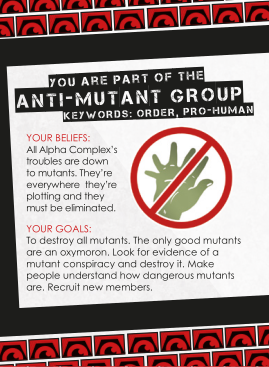 YOU ARE PART OF THE
ANTI-MUTANT GROUP
KEYWORDS: ORDER, PRO-HUMAN
YOUR BELIEFS:
All Alpha Complex's
troubles are down
to mutants. They're
everywhere they're
plotting and they
must be eliminated.
YOUR GOALS:
To destroy all mutants. The only good mutants
are an oxymoron. Look for evidence of a
mutant conspiracy and destroy it. Make
people understand how dangerous mutants
are. Recruit new members.